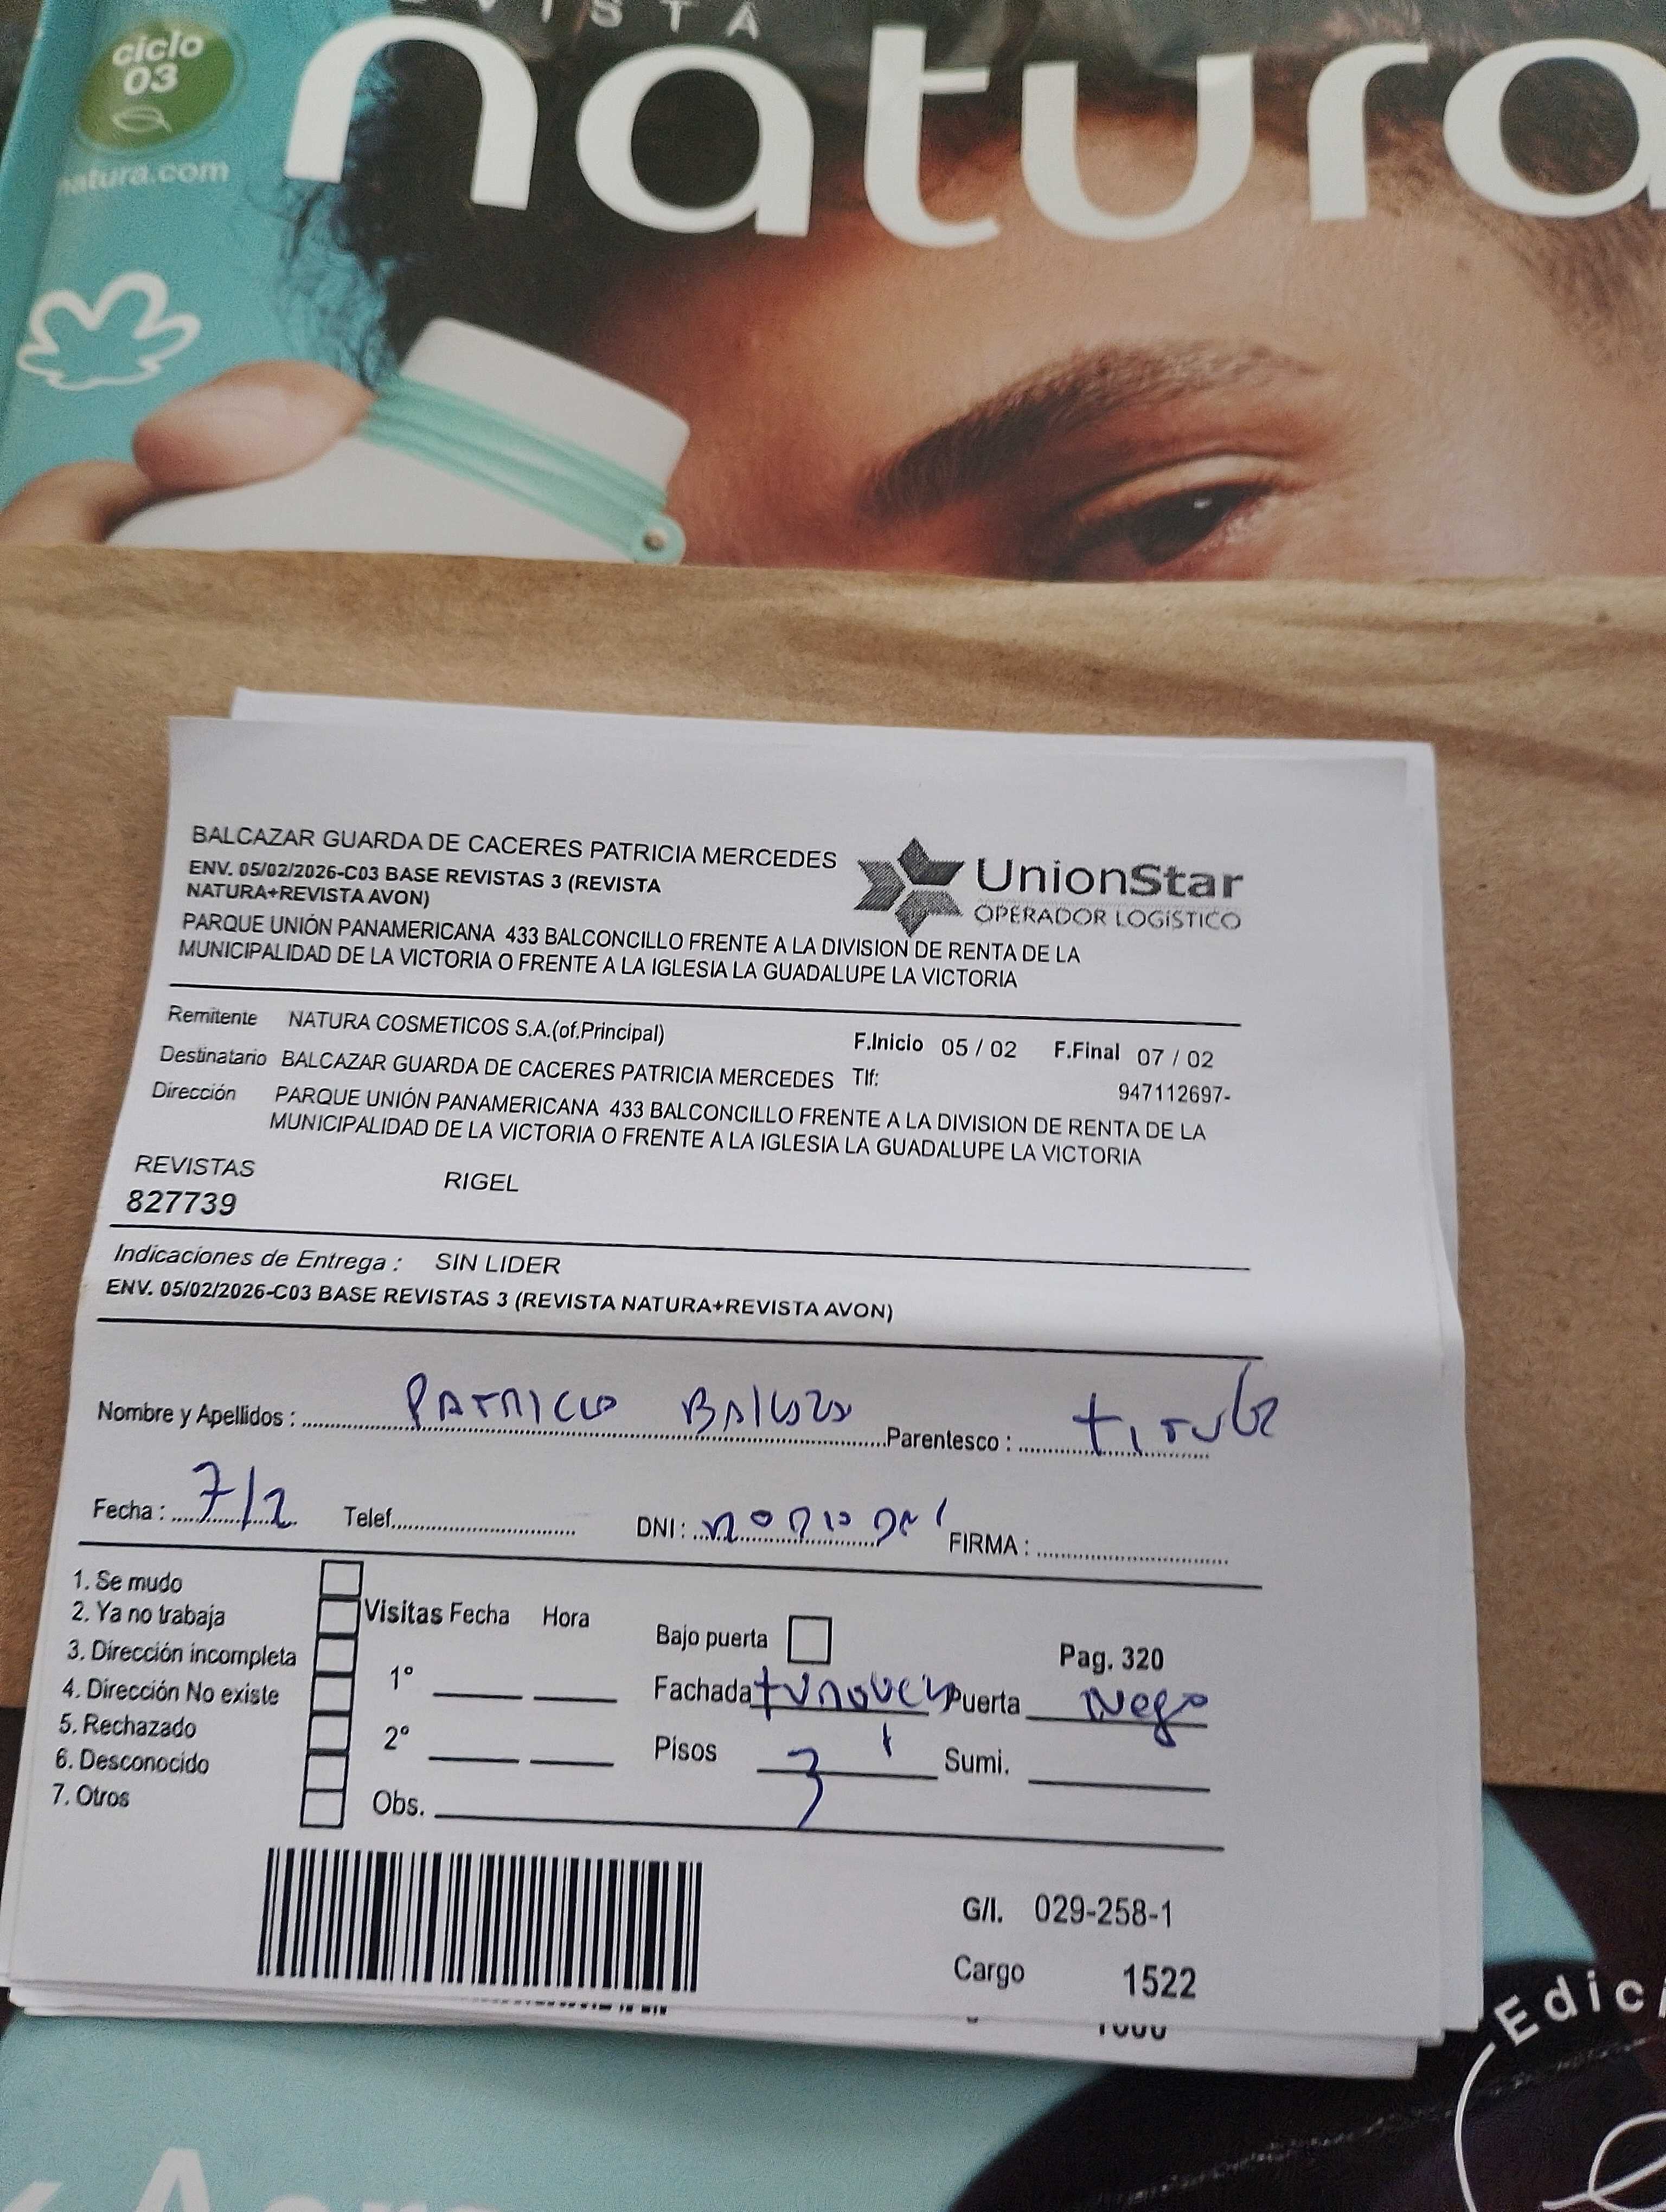 REVISTA
ciclo
03
natura
natura.com
BALCAZAR GUARDA DE CACERES PATRICIA MERCEDES
ENV. 05/02/2026-C03 BASE REVISTAS 3 (REVISTA
NATURA+REVISTA AVON)
UnionStar
OPERADOR LOGÍSTICO
PARQUE UNIÓN PANAMERICANA 433 BALCONCILLO FRENTE A LA DIVISION DE RENTA DE LA
MUNICIPALIDAD DE LA VICTORIA O FRENTE A LA IGLESIA LA GUADALUPE LA VICTORIA
Remitente NATURA COSMETICOS S.A.(of.Principal) F.Inicio 05 / 02 F.Final 07 / 02
Destinatario BALCAZAR GUARDA DE CACERES PATRICIA MERCEDES Tlf: 947112697-
Dirección PARQUE UNIÓN PANAMERICANA 433 BALCONCILLO FRENTE A LA DIVISION DE RENTA DE LA
MUNICIPALIDAD DE LA VICTORIA O FRENTE A LA IGLESIA LA GUADALUPE LA VICTORIA
REVISTAS RIGEL
827739
Indicaciones de Entrega : SIN LIDER
ENV. 05/02/2026-C03 BASE REVISTAS 3 (REVISTA NATURA+REVISTA AVON)
Nombre y Apellidos : Parentesco :
Fecha : 7/2 Telef. DNI : no dio FIRMA :
1. Se mudo
2. Ya no trabaja Visitas Fecha Hora Bajo puerta
3. Dirección incompleta 1° Pag. 320
4. Dirección No existe Fachada Puerta
5. Rechazado 2° Pisos 3 Sumi.
6. Desconocido
7. Otros Obs.
G/I. 029-258-1
Cargo 1522
Edici